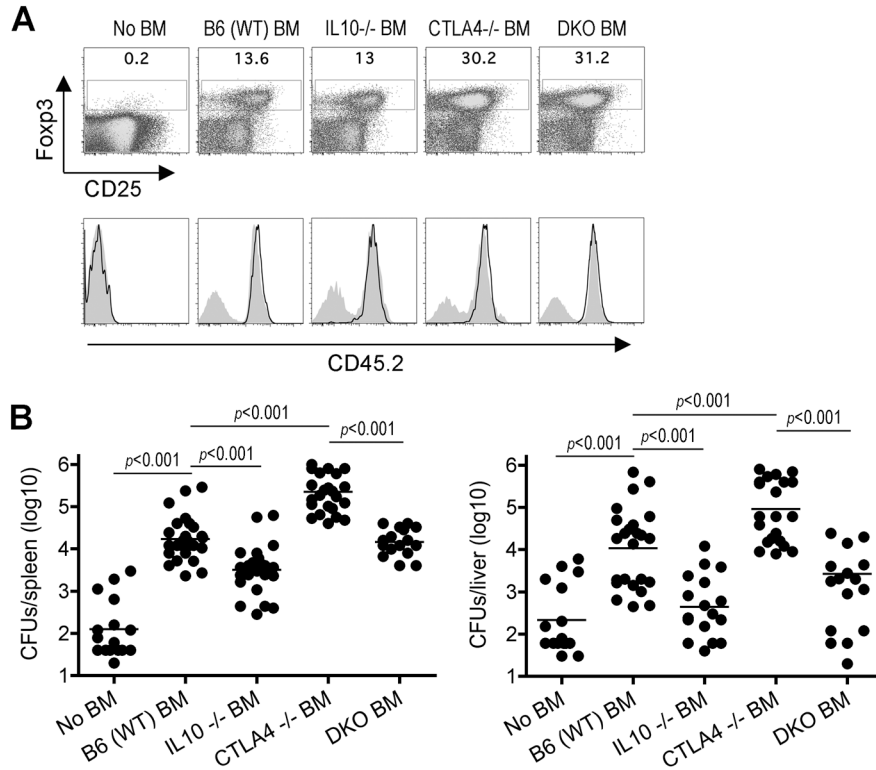 A
No BM B6 (WT) BM IL10-/- BM CTLA4-/- BM DKO BM
0.2 13.6 13 30.2 31.2
Foxp3
CD25
CD45.2
B
p<0.001
p<0.001
p<0.001 p<0.001
CFUs/spleen (log10)
6
5
4
3
2
1
No BM
B6 (WT) BM
IL10 -/- BM
CTLA4 -/- BM
DKO BM
p<0.001
p<0.001
p<0.001 p<0.001
CFUs/liver (log10)
6
5
4
3
2
1
No BM
B6 (WT) BM
IL10 -/- BM
CTLA4 -/- BM
DKO BM